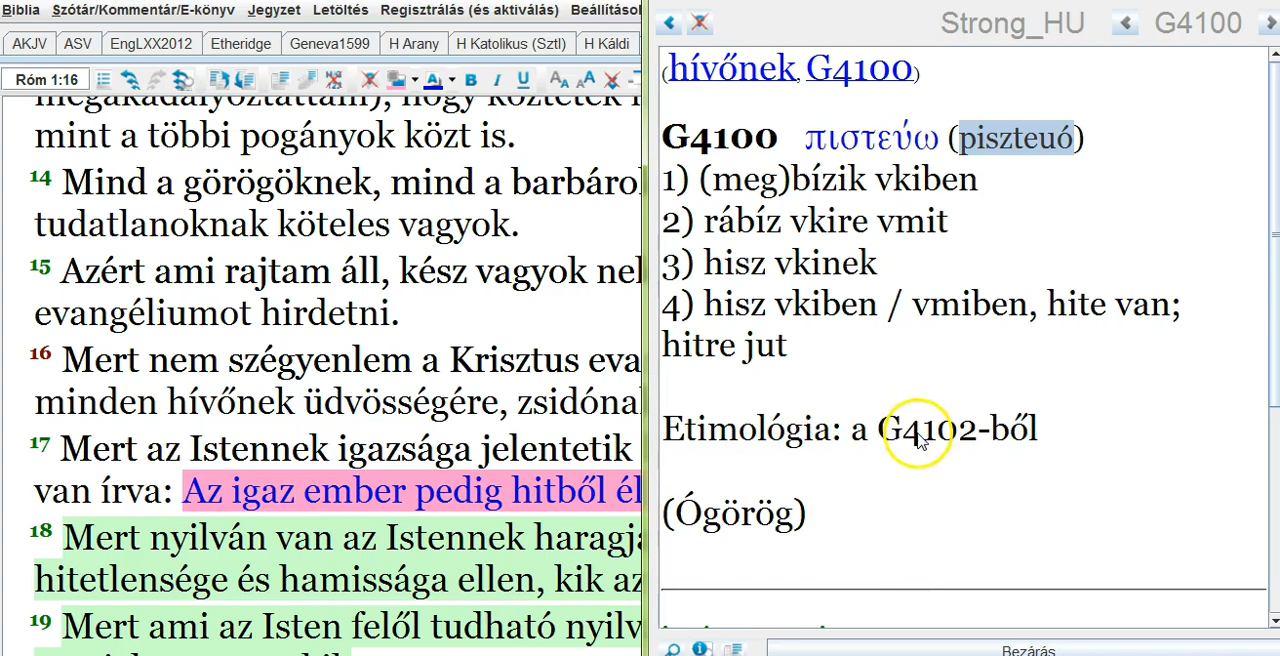 Biblia Szótár/Kommentár/E-könyv Jegyzet Letöltés Regisztrálás (és aktiválás) Beállítások
AKJV ASV EngLXX2012 Etheridge Geneva1599 H Arany H Katolikus (Sztl) H Káldi
Róm 1:16
megakadályoztattam), hogy köztetek
mint a többi pogányok közt is.
14 Mind a görögöknek, mind a barbárok
tudatlanoknak köteles vagyok.
15 Azért ami rajtam áll, kész vagyok
evangéliumot hirdetni.
16 Mert nem szégyenlem a Krisztus eva
minden hívőnek üdvösségére, zsidóna
17 Mert az Istennek igazsága jelentetik
van írva: Az igaz ember pedig hitből él
18 Mert nyilván van az Istennek haragja
hitetlensége és hamissága ellen, kik az
19 Mert ami az Isten felől tudható nyilv
Strong_HU G4100
(hívőnek, G4100)
G4100 πιστεύω (piszteuó)
1) (meg)bízik vkiben
2) rábíz vkire vmit
3) hisz vkinek
4) hisz vkiben / vmiben, hite van;
hitre jut
Etimológia: a G4102-ből
(Ógörög)
Bezárás